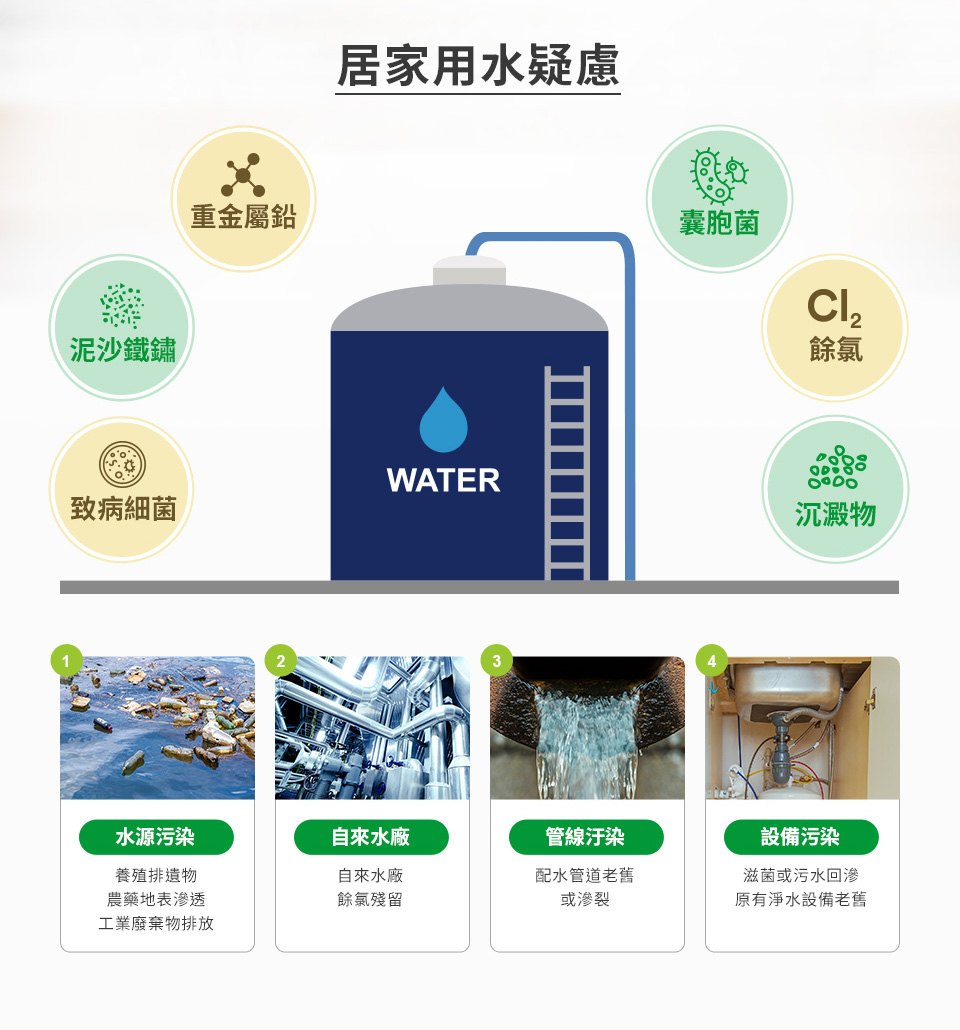 居家用水疑慮
重金屬鉛
囊胞菌
泥沙鐵鏽
Cl₂
餘氯
致病細菌
WATER
沉澱物
1
2
3
4
水源污染
養殖排遺物
農藥地表滲透
工業廢棄物排放
自來水廠
自來水廠
餘氯殘留
管線汙染
配水管道老舊
或滲裂
設備污染
滋菌或污水回滲
原有淨水設備老舊